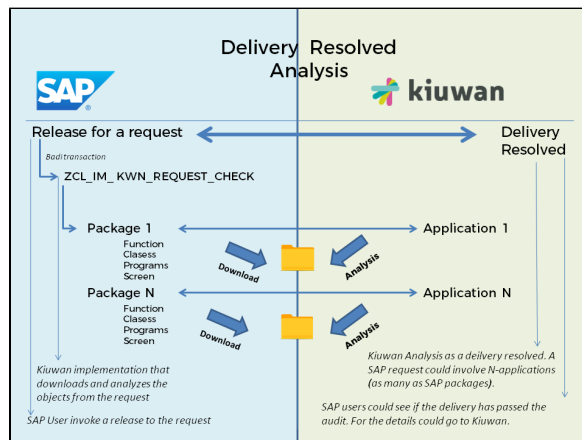 Delivery Resolved
Analysis
SAP
®
kiuwan
Release for a request
Delivery
Resolved
Badi transaction
ZCL_IM_ KWN_REQUEST_CHECK
Package 1
Application 1
Function
Clasess
Programs
Screen
Download
Analysis
Package N
Application N
Function
Clasess
Programs
Screen
Download
Analysis
Kiuwan implementation that
downloads and analyzes the
objects from the request
Kiuwan Analysis as a deilvery resolved. A
SAP request could involve N-applications
(as many as SAP packages).
SAP User invoke a release to the request
SAP users could see if the delivery has passed the
audit. For the details could go to Kiuwan.